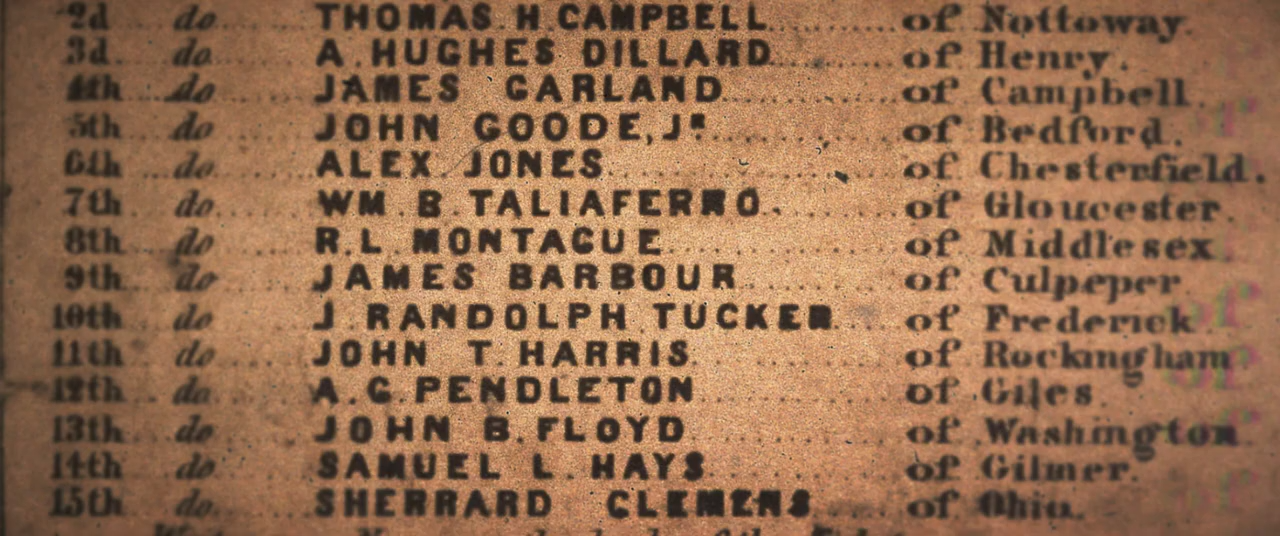 2d do THOMAS H. CAMPBELL of Nottoway.
3d do A. HUGHES DILLARD of Henry.
4th do JAMES GARLAND of Campbell.
5th do JOHN GOODE, Jr. of Bedford.
6th do ALEX JONES of Chesterfield.
7th do WM. B. TALIAFERRO. of Gloucester.
8th do R. L. MONTAGUE of Middlesex
9th do JAMES BARBOUR of Culpeper
10th do J. RANDOLPH TUCKER of Frederick
11th do JOHN T. HARRIS of Rockingham
12th do A. G. PENDLETON of Giles
13th do JOHN B. FLOYD of Washington
14th do SAMUEL L. HAYS of Gilmer.
15th do SHERRARD CLEMENS of Ohio.